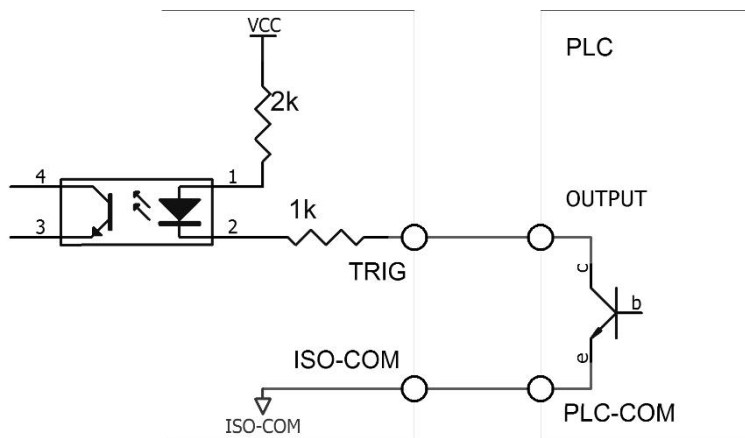 VCC
PLC
2k
4
1
3
2
1k
OUTPUT
TRIG
c
b
e
ISO-COM
ISO-COM
PLC-COM